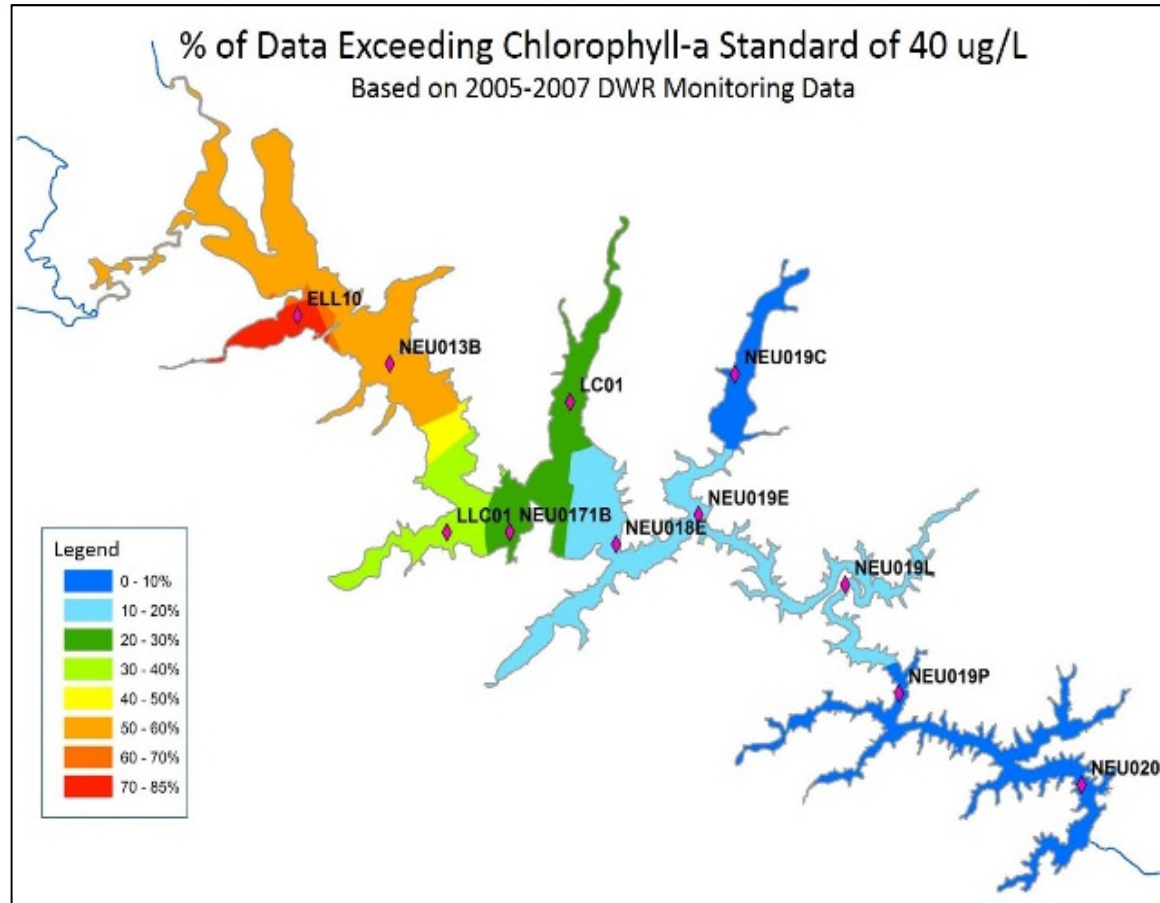 % of Data Exceeding Chlorophyll-a Standard of 40 ug/L
Based on 2005-2007 DWR Monitoring Data
ELL10
NEU013B
NEU019C
LC01
NEU019E
LLC01
NEU0171B
NEU018E
NEU019L
NEU019P
NEU020
Legend
0 - 10%
10 - 20%
20 - 30%
30 - 40%
40 - 50%
50 - 60%
60 - 70%
70 - 85%